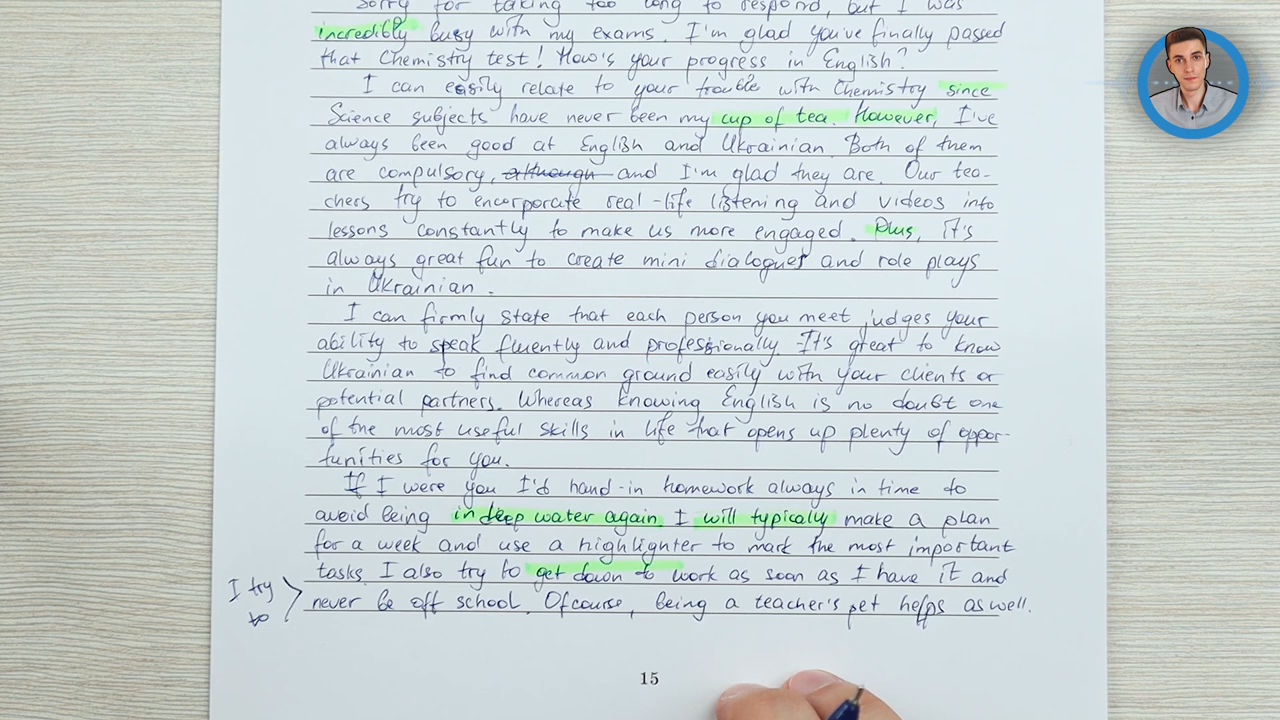 Sorry for taking too long to respond, but I was
incredibly busy with my exams. I'm glad you've finally passed
that Chemistry test! How's your progress in English?
I can easily relate to your trouble with Chemistry since
Science subjects have never been my cup of tea. However, I've
always been good at English and Ukrainian. Both of them
are compulsory, although and I'm glad they are. Our tea-
chers try to encorporate real-life listening and videos into
lessons constantly to make us more engaged. Plus, it's
always great fun to create mini dialogues and role plays
in Ukrainian.
I can firmly state that each person you meet judges your
ability to speak fluently and professionally. It's great to know
Ukrainian to find common ground easily with your clients or
potential partners. Whereas knowing English is no doubt one
of the most useful skills in life that opens up plenty of oppor-
tunities for you.
If I were you I'd hand-in homework always in time to
avoid being in deep water again. I will typically make a plan
for a week and use a highlighter to mark the most important
tasks. I also try to get down to work as soon as I have it and
I try to
never be off school. Of course, being a teacher's pet helps as well.
15